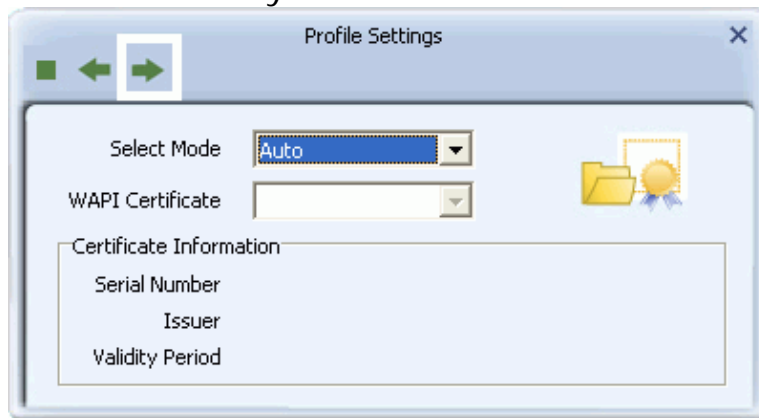 Profile Settings
Select Mode Auto
WAPI Certificate
Certificate Information
Serial Number
Issuer
Validity Period